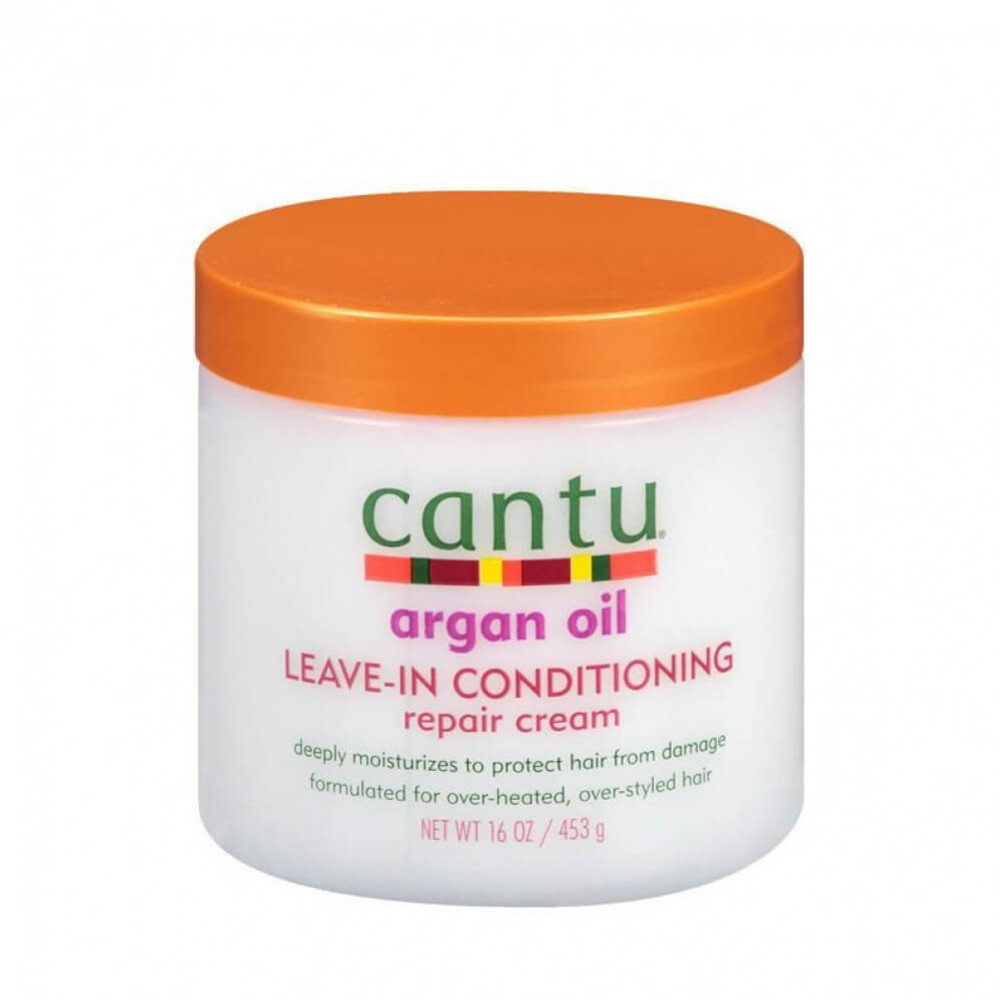 cantu®
argan oil
LEAVE-IN CONDITIONING
repair cream
deeply moisturizes to protect hair from damage
formulated for over-heated, over-styled hair
NET WT 16 OZ / 453 g